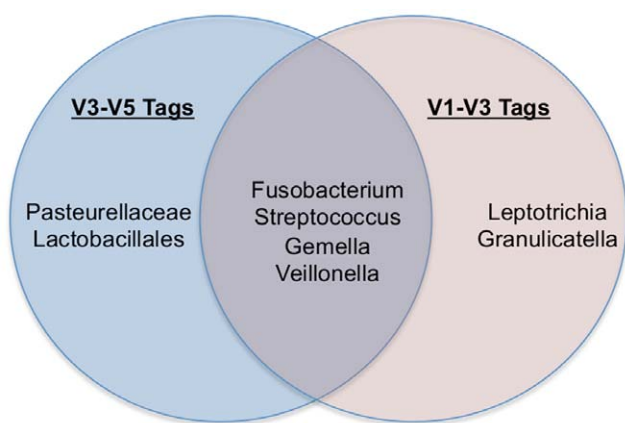 V3-V5 Tags
Pasteurellaceae
Lactobacillales
Fusobacterium
Streptococcus
Gemella
Veillonella
V1-V3 Tags
Leptotrichia
Granulicatella